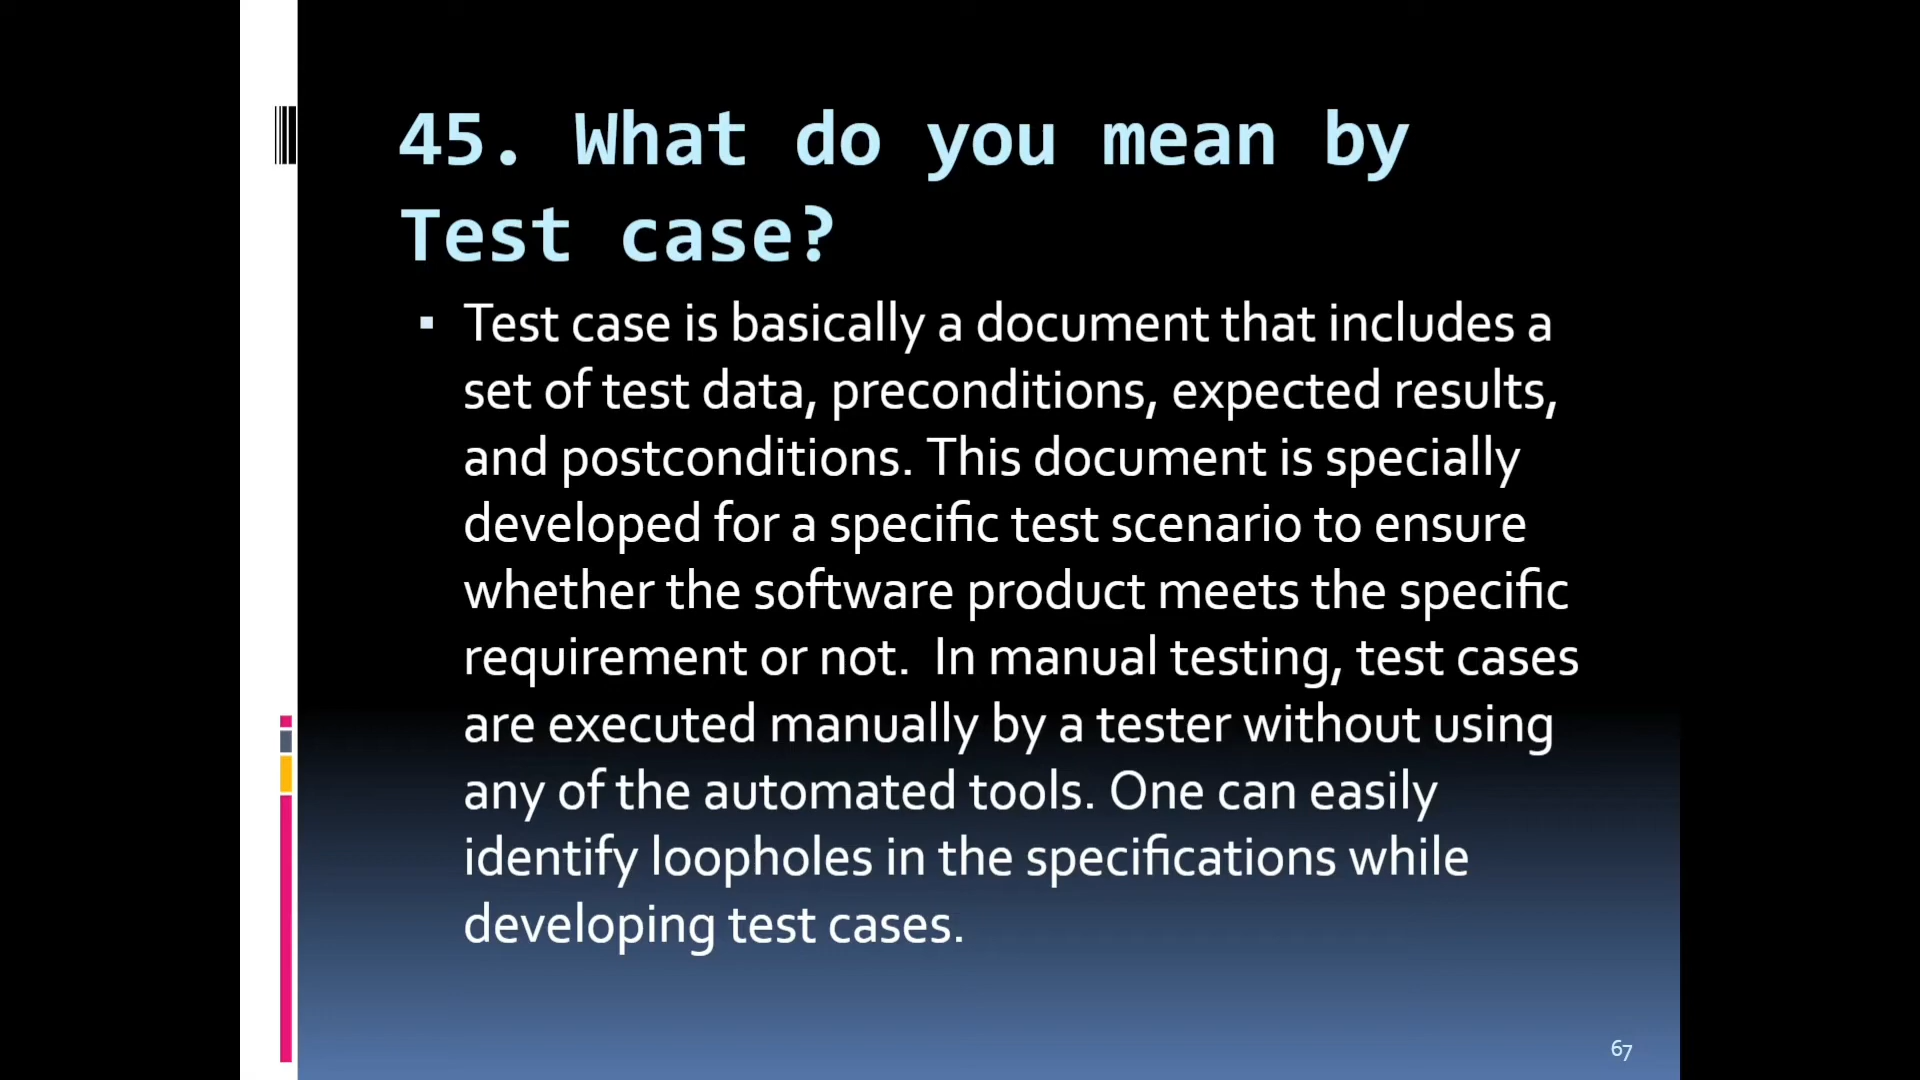 45. What do you mean by
Test case?
▪ Test case is basically a document that includes a
set of test data, preconditions, expected results,
and postconditions. This document is specially
developed for a specific test scenario to ensure
whether the software product meets the specific
requirement or not.  In manual testing, test cases
are executed manually by a tester without using
any of the automated tools. One can easily
identify loopholes in the specifications while
developing test cases.
67